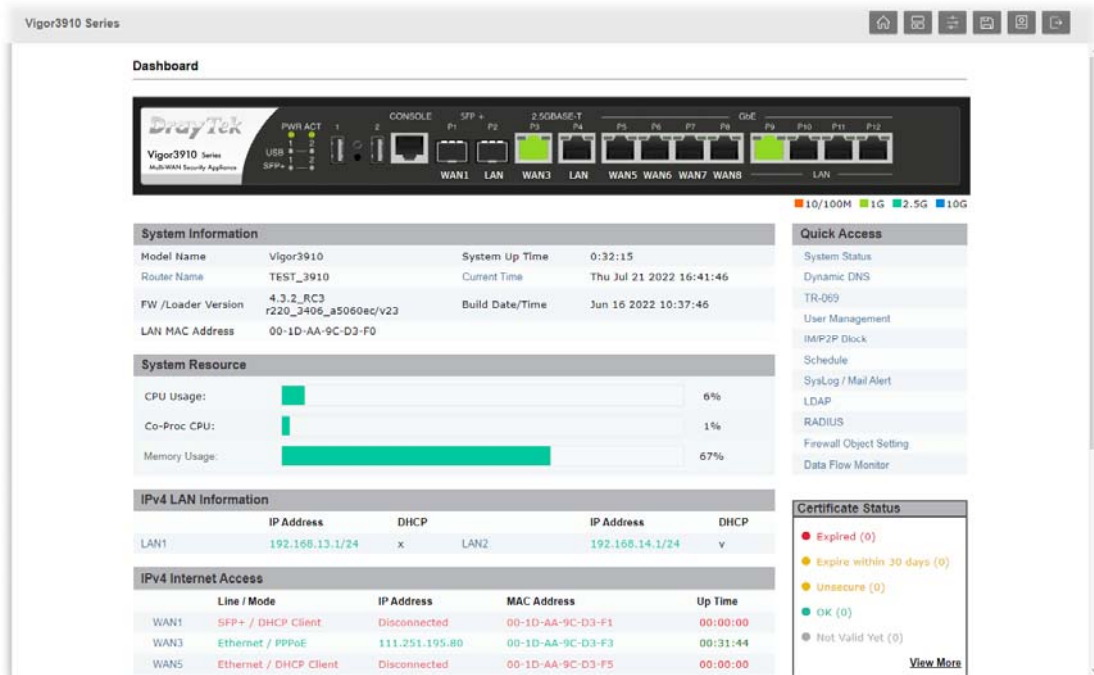 Vigor3910 Series
Dashboard
DrayTek
Vigor3910 Series
Multi-WAN Security Appliance
PWR ACT 1 2 CONSOLE SFP + 2.5GBASE-T GbE
P1 P2 P3 P4 P5 P6 P7 P8 P9 P10 P11 P12
1 2
USB
1 2
SFP+
WAN1 LAN WAN3 LAN WAN5 WAN6 WAN7 WAN8 LAN
10/100M 1G 2.5G 10G
System Information
Model Name Vigor3910 System Up Time 0:32:15
Router Name TEST_3910 Current Time Thu Jul 21 2022 16:41:46
FW /Loader Version 4.3.2_RC3 Build Date/Time Jun 16 2022 10:37:46
r220_3406_a5060ec/v23
LAN MAC Address 00-1D-AA-9C-D3-F0
System Resource
CPU Usage: 6%
Co-Proc CPU: 1%
Memory Usage: 67%
IPv4 LAN Information
IP Address DHCP IP Address DHCP
LAN1 192.168.13.1/24 x LAN2 192.168.14.1/24 v
IPv4 Internet Access
Line / Mode IP Address MAC Address Up Time
WAN1 SFP+ / DHCP Client Disconnected 00-1D-AA-9C-D3-F1 00:00:00
WAN3 Ethernet / PPPoE 111.251.195.80 00-1D-AA-9C-D3-F3 00:31:44
WAN5 Ethernet / DHCP Client Disconnected 00-1D-AA-9C-D3-F5 00:00:00
Quick Access
System Status
Dynamic DNS
TR-069
User Management
IM/P2P Block
Schedule
SysLog / Mail Alert
LDAP
RADIUS
Firewall Object Setting
Data Flow Monitor
Certificate Status
Expired (0)
Expire within 30 days (0)
Unsecure (0)
OK (0)
Not Valid Yet (0)
View More